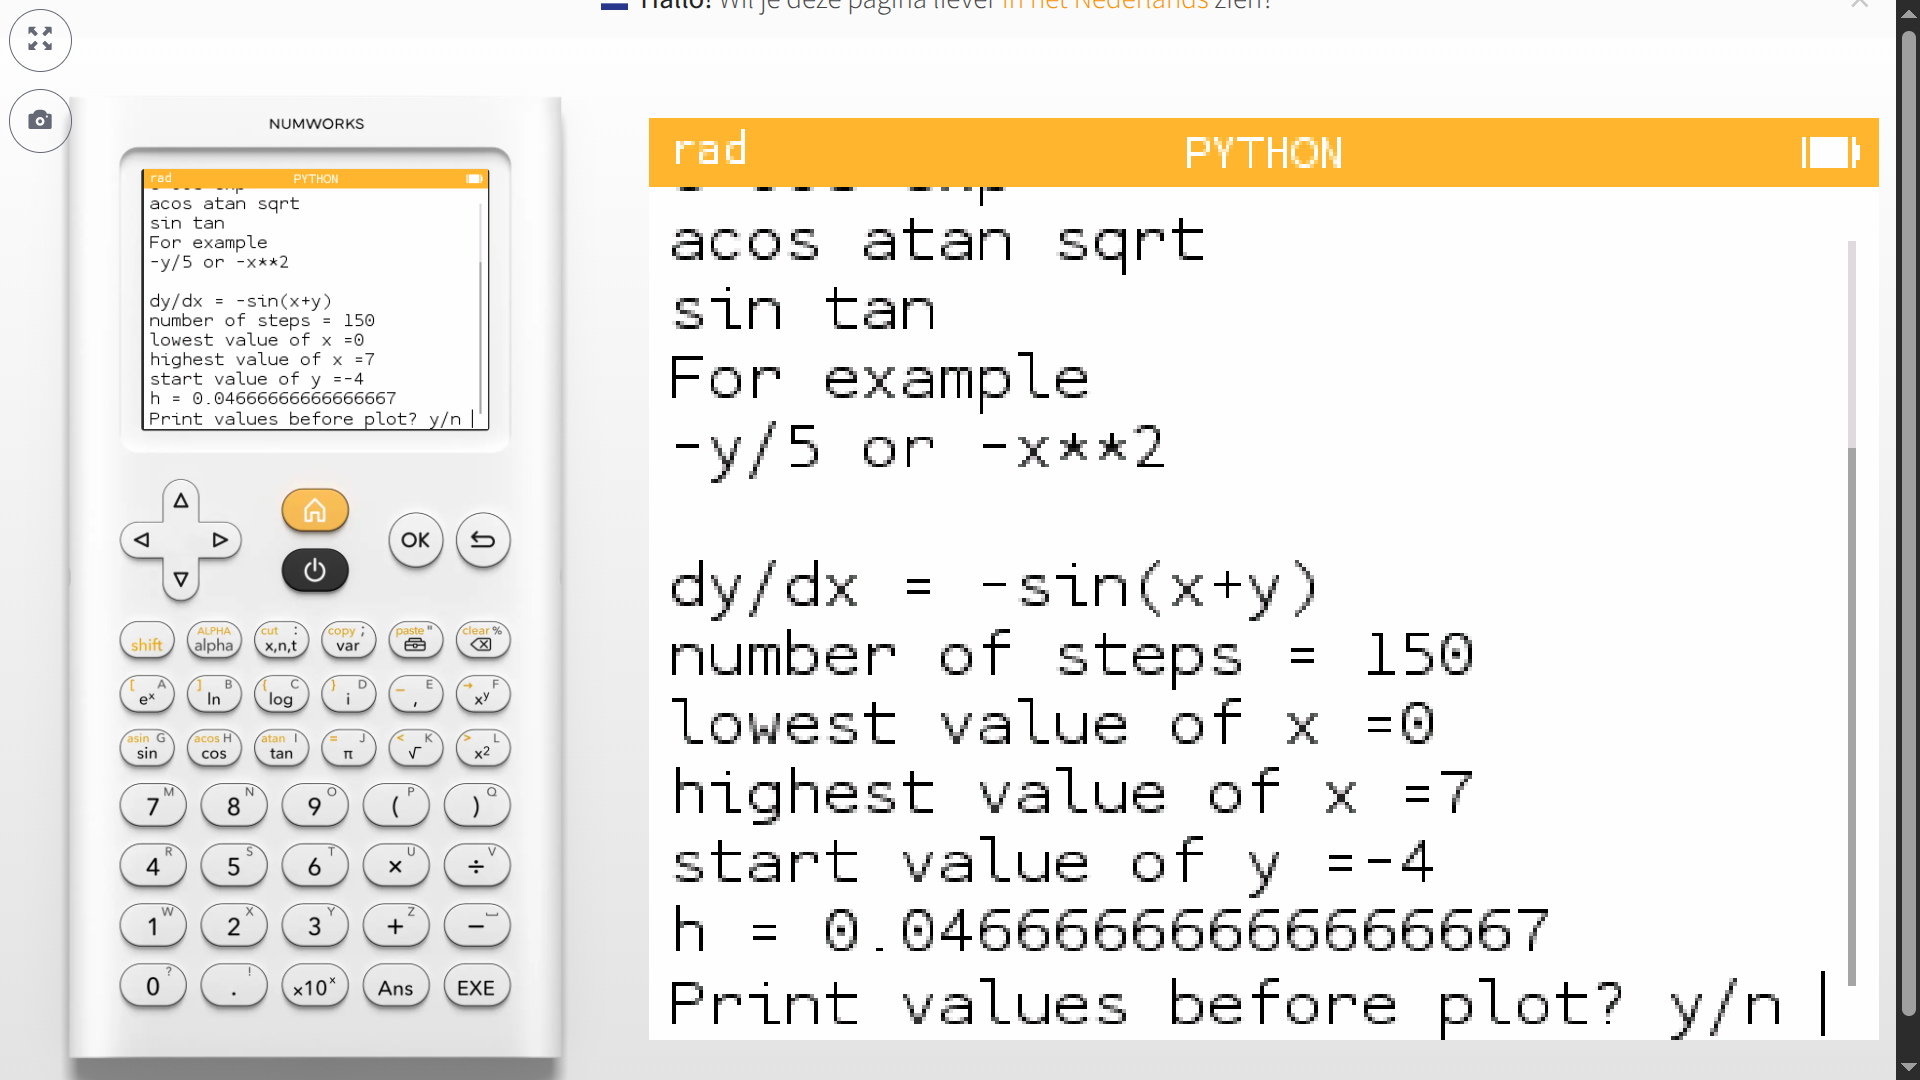 Hallo! Wil je deze pagina liever in het Nederlands zien?
NUMWORKS
rad PYTHON
acos atan sqrt
sin tan
For example
-y/5 or -x**2
dy/dx = -sin(x+y)
number of steps = 150
lowest value of x =0
highest value of x =7
start value of y =-4
h = 0.04666666666666667
Print values before plot? y/n
OK
shift
ALPHA alpha
cut : x,n,t
copy ; var
paste "
clear %
[ A eˣ
] B ln
{ C log
} D i
_ E ,
→ F xʸ
asin G sin
acos H cos
atan I tan
= J π
< K √
> L x²
7 M
8 N
9 O
( P
) Q
4 R
5 S
6 T
× U
÷ V
1 W
2 X
3 Y
+ Z
−
0 ?
. !
×10ˣ
Ans
EXE
rad PYTHON
acos atan sqrt
sin tan
For example
-y/5 or -x**2
dy/dx = -sin(x+y)
number of steps = 150
lowest value of x =0
highest value of x =7
start value of y =-4
h = 0.04666666666666667
Print values before plot? y/n